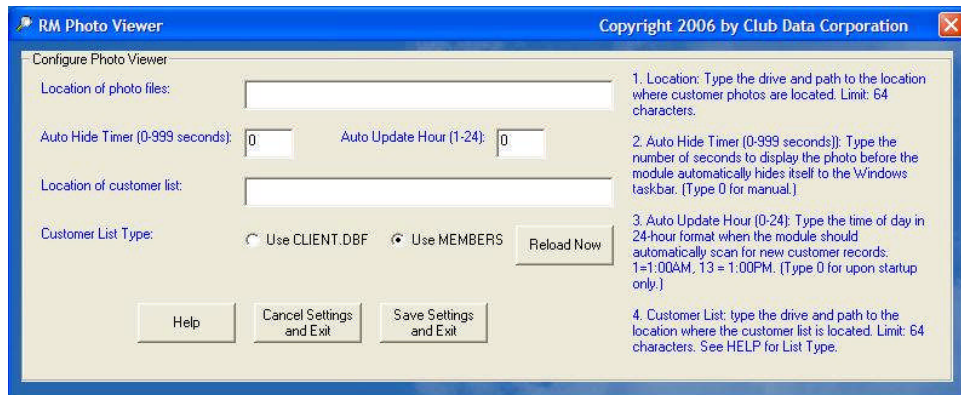 RM Photo Viewer Copyright 2006 by Club Data Corporation
Configure Photo Viewer
Location of photo files:
Auto Hide Timer (0-999 seconds): 0 Auto Update Hour (1-24): 0
Location of customer list:
Customer List Type: Use CLIENT.DBF Use MEMBERS Reload Now
Help
Cancel Settings
and Exit
Save Settings
and Exit
1. Location: Type the drive and path to the location
where customer photos are located. Limit: 64
characters.
2. Auto Hide Timer (0-999 seconds)): Type the
number of seconds to display the photo before the
module automatically hides itself to the Windows
taskbar. (Type 0 for manual.)
3. Auto Update Hour (0-24): Type the time of day in
24-hour format when the module should
automatically scan for new customer records.
1=1:00AM, 13 = 1:00PM. (Type 0 for upon startup
only.)
4. Customer List: type the drive and path to the
location where the customer list is located. Limit: 64
characters. See HELP for List Type.